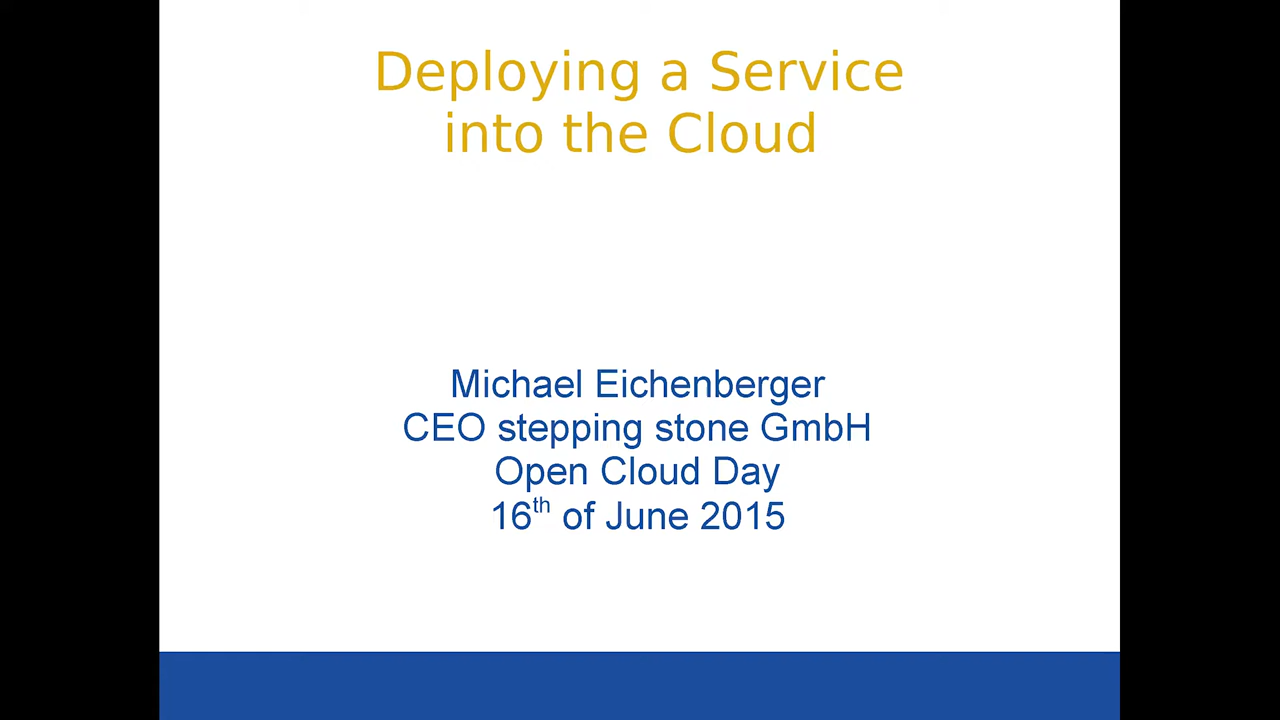 Deploying a Service
into the Cloud
Michael Eichenberger
CEO stepping stone GmbH
Open Cloud Day
16th of June 2015